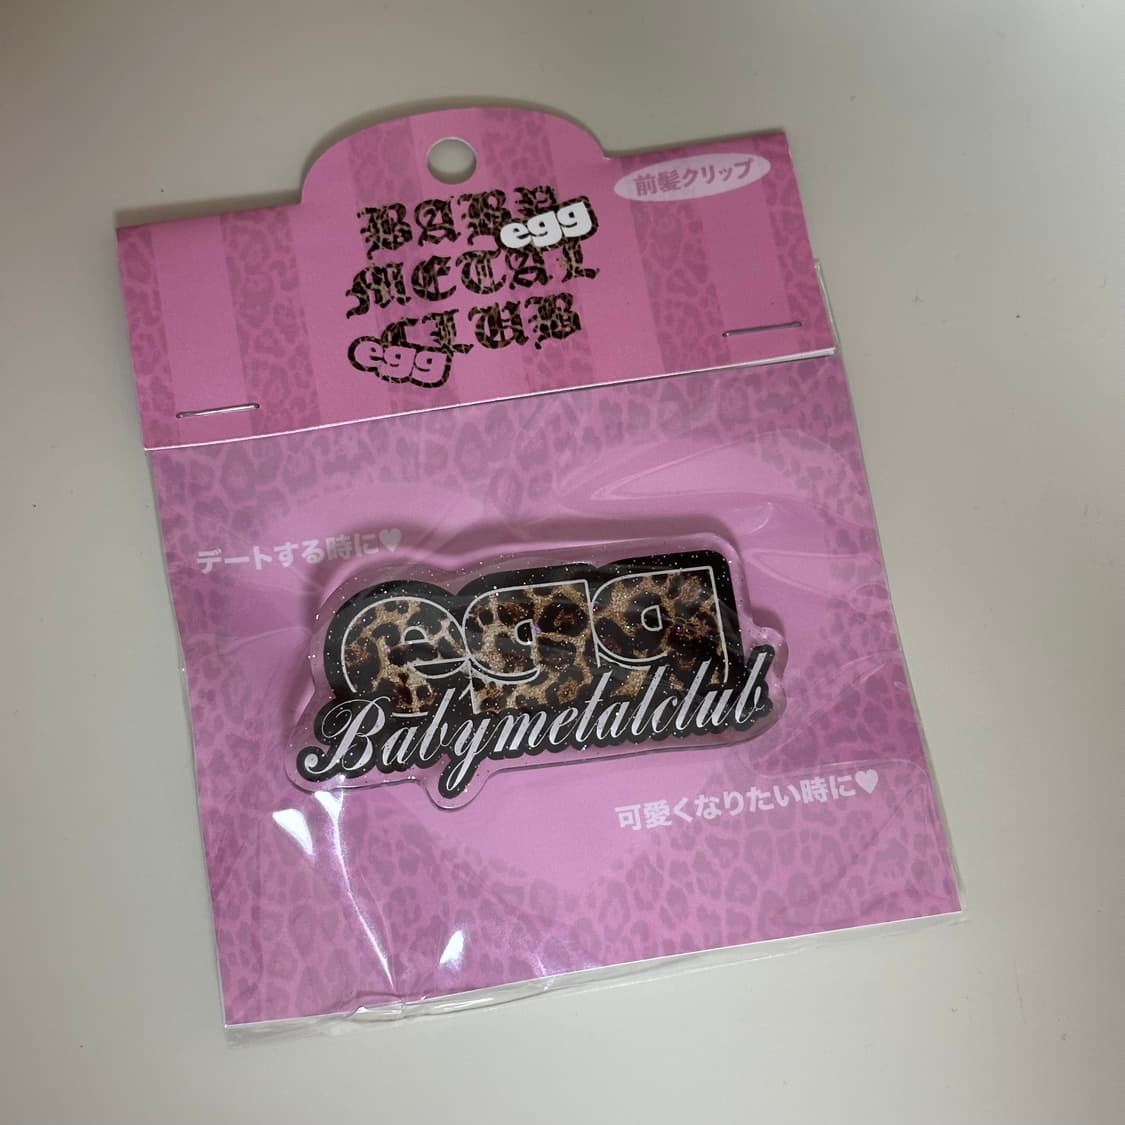 前髪クリップ
BABY
egg
METAL
CLUB
egg
デートする時に♥
egg
Babymetalclub
可愛くなりたい時に♥